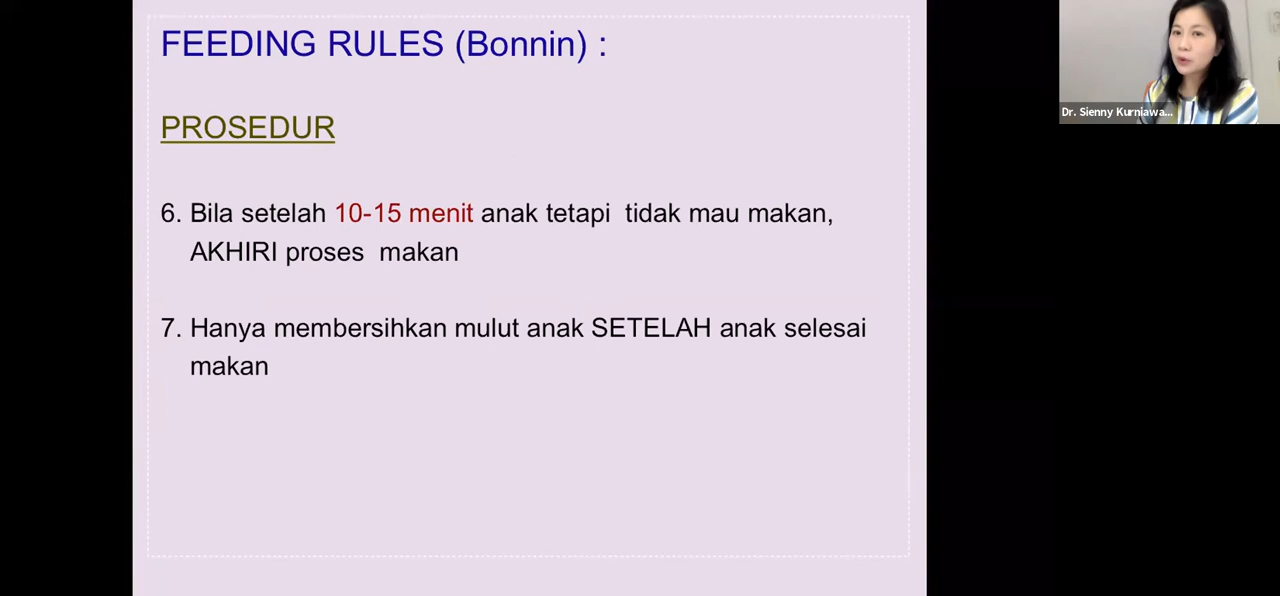 FEEDING RULES (Bonnin) :
PROSEDUR
6. Bila setelah 10-15 menit anak tetapi tidak mau makan,
AKHIRI proses makan
7. Hanya membersihkan mulut anak SETELAH anak selesai
makan
Dr. Sienny Kurniawa...